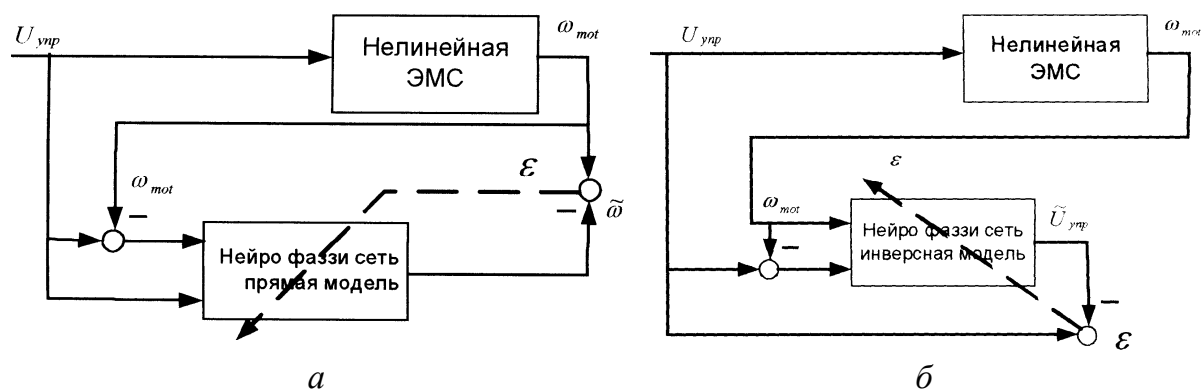 U упр
ω mot
Нелинейная
ЭМС
ε
ω mot
−
−
ω̃
Нейро фаззи сеть
прямая модель
а
U упр
ω mot
Нелинейная
ЭМС
ε
ω mot
−
Ũ упр
Нейро фаззи сеть
инверсная модель
−
ε
б